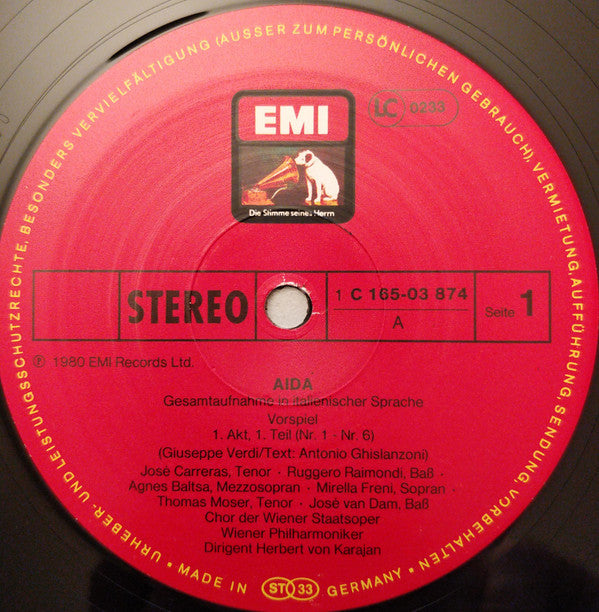 URHEBER- UND LEISTUNGSSCHUTZRECHTE, BESONDERS VERVIELFÄLTIGUNG (AUSSER ZUM PERSÖNLICHEN GEBRAUCH), VERMIETUNG, AUFFÜHRUNG, SENDUNG, VORBEHALTEN
EMI
LC 0233
Die Stimme seines Herrn
STEREO
1 C 165-03 874
A
Seite 1
℗ 1980 EMI Records Ltd.
AIDA
Gesamtaufnahme in italienischer Sprache
Vorspiel
1. Akt, 1. Teil (Nr. 1 - Nr. 6)
(Giuseppe Verdi/Text: Antonio Ghislanzoni)
José Carreras, Tenor · Ruggero Raimondi, Baß ·
Agnes Baltsa, Mezzosopran · Mirella Freni, Sopran ·
Thomas Moser, Tenor · José van Dam, Baß
Chor der Wiener Staatsoper
Wiener Philharmoniker
Dirigent Herbert von Karajan
• MADE IN ST 33 GERMANY •